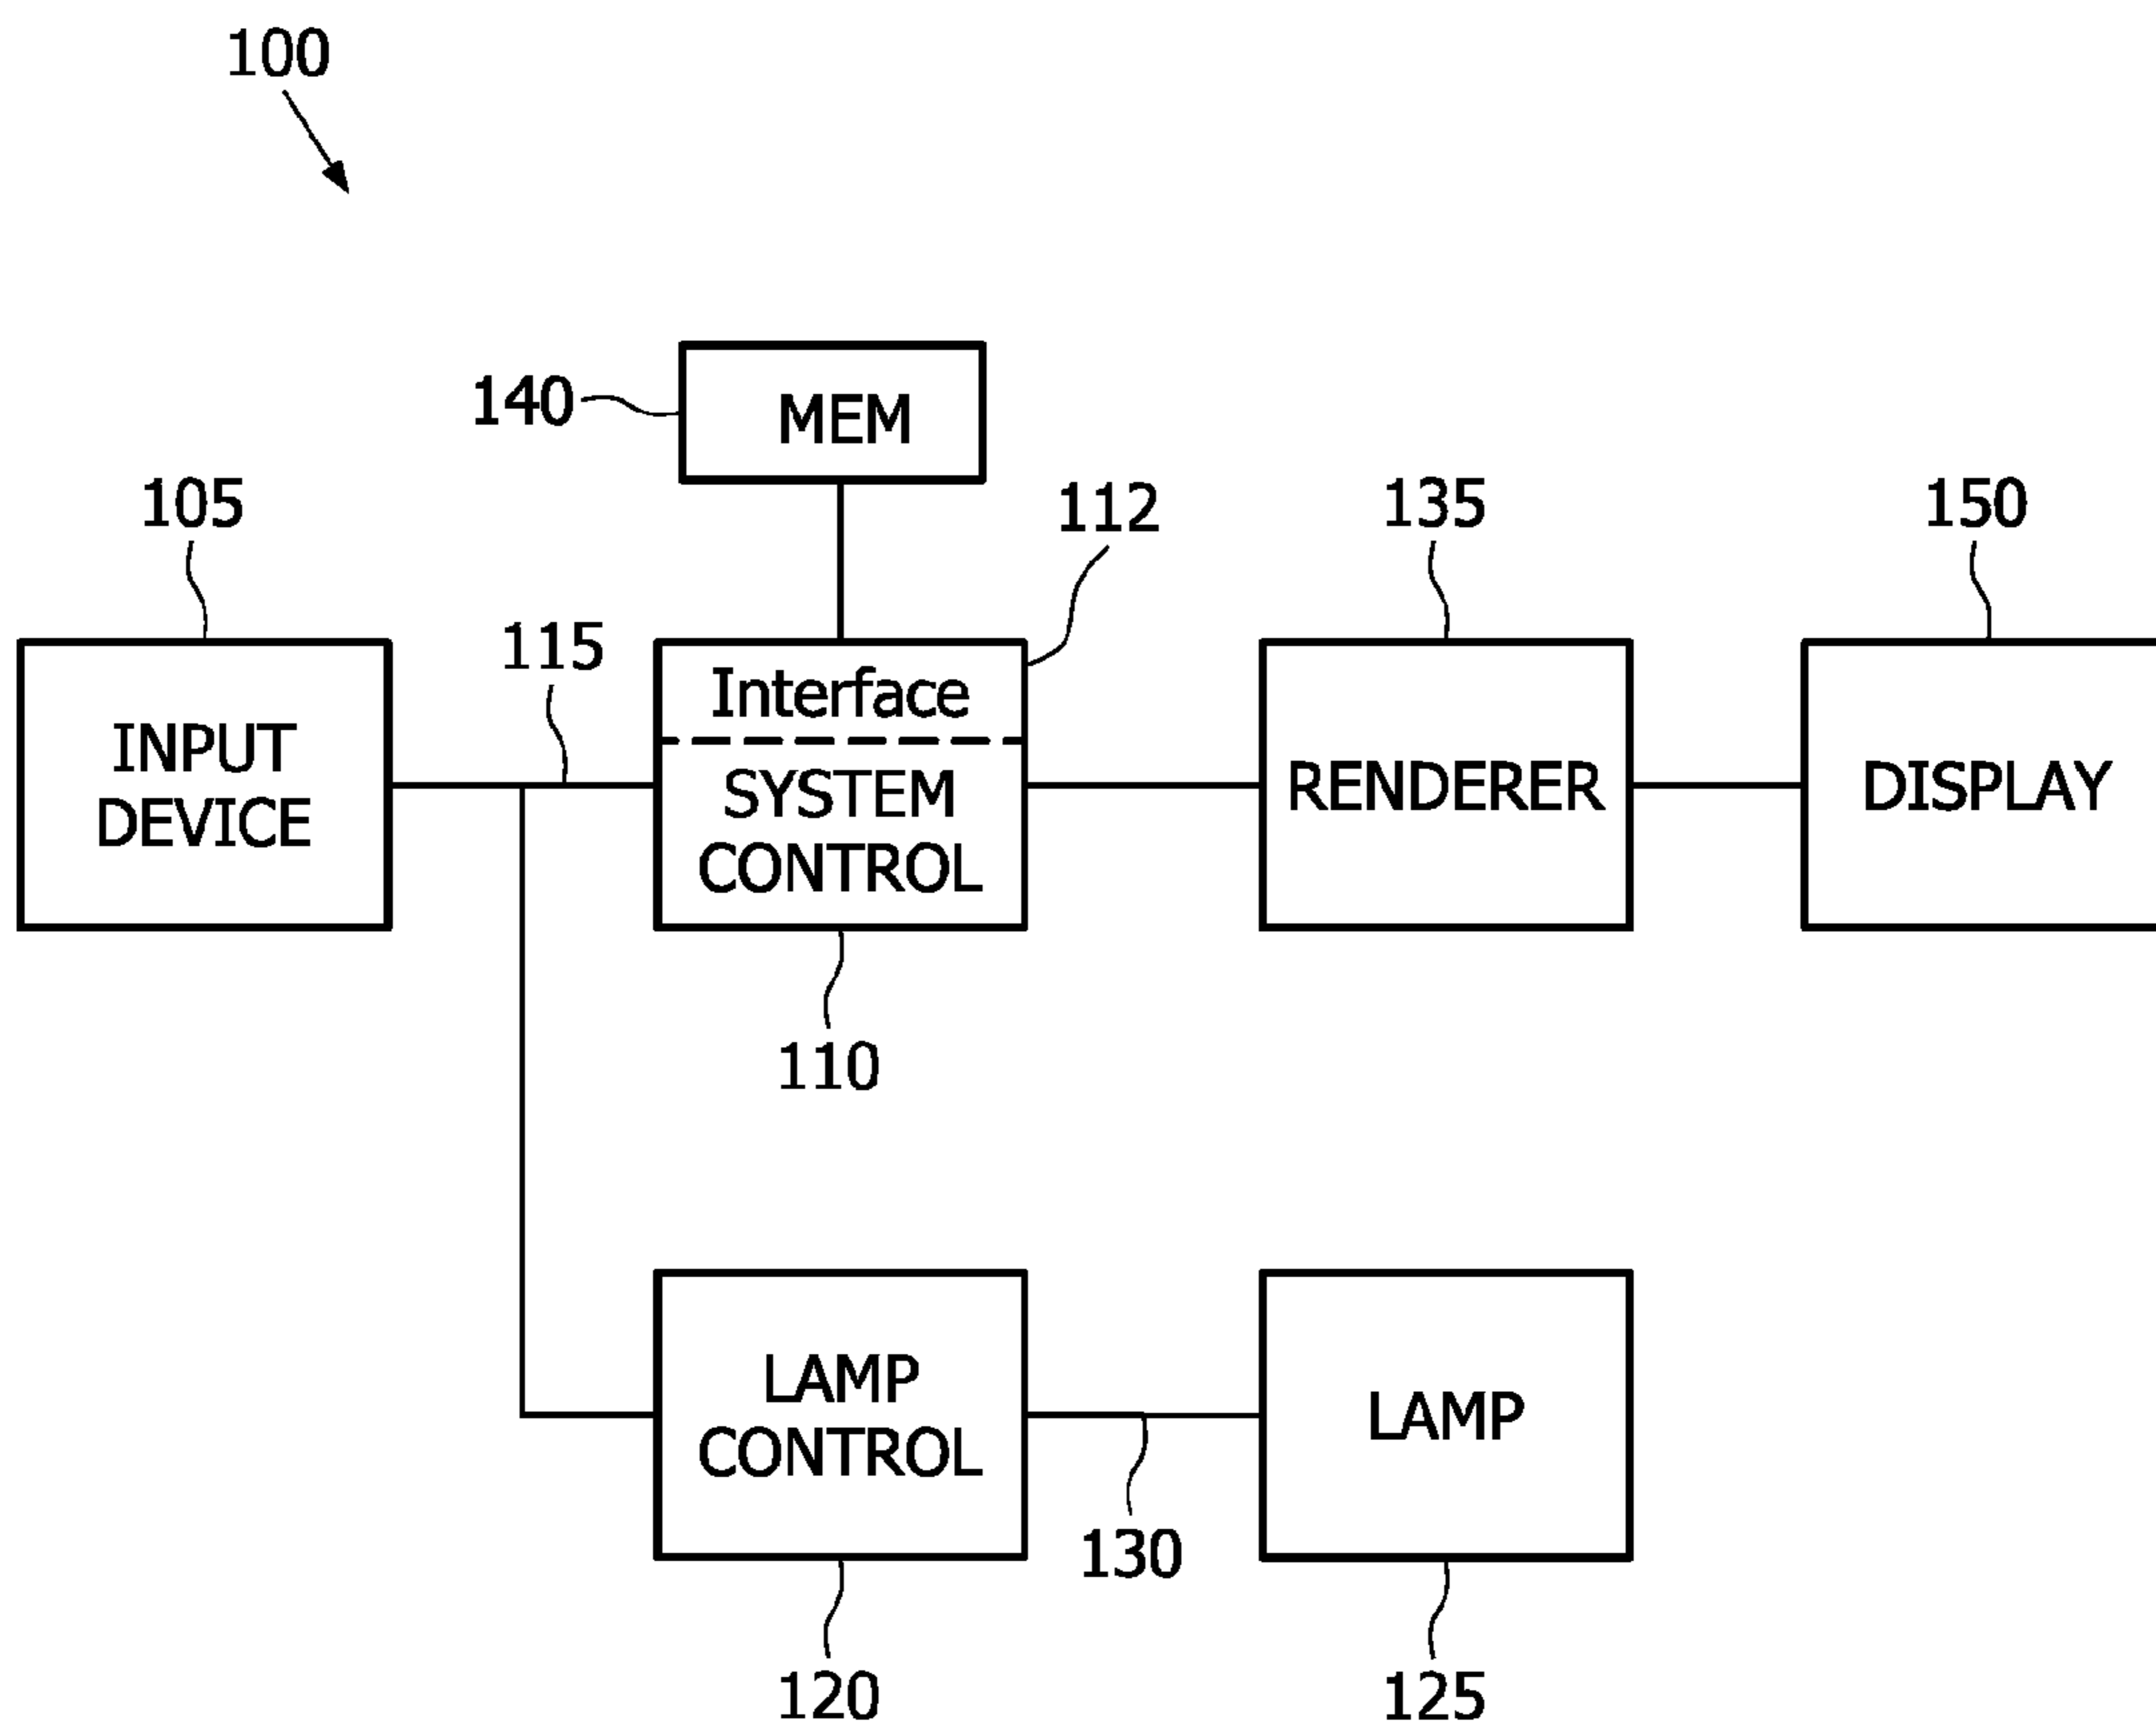 100
140
MEM
105
112
135
150
115
INPUT
DEVICE
Interface
SYSTEM
CONTROL
RENDERER
DISPLAY
110
LAMP
CONTROL
LAMP
130
120
125